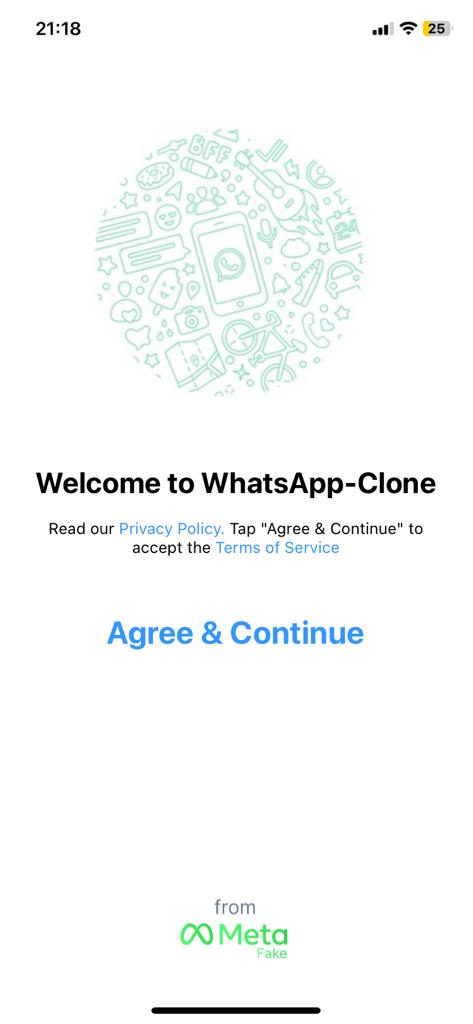 21:18
25
BFF
24
Welcome to WhatsApp-Clone
Read our Privacy Policy. Tap "Agree & Continue" to
accept the Terms of Service
Agree & Continue
from
Meta
Fake